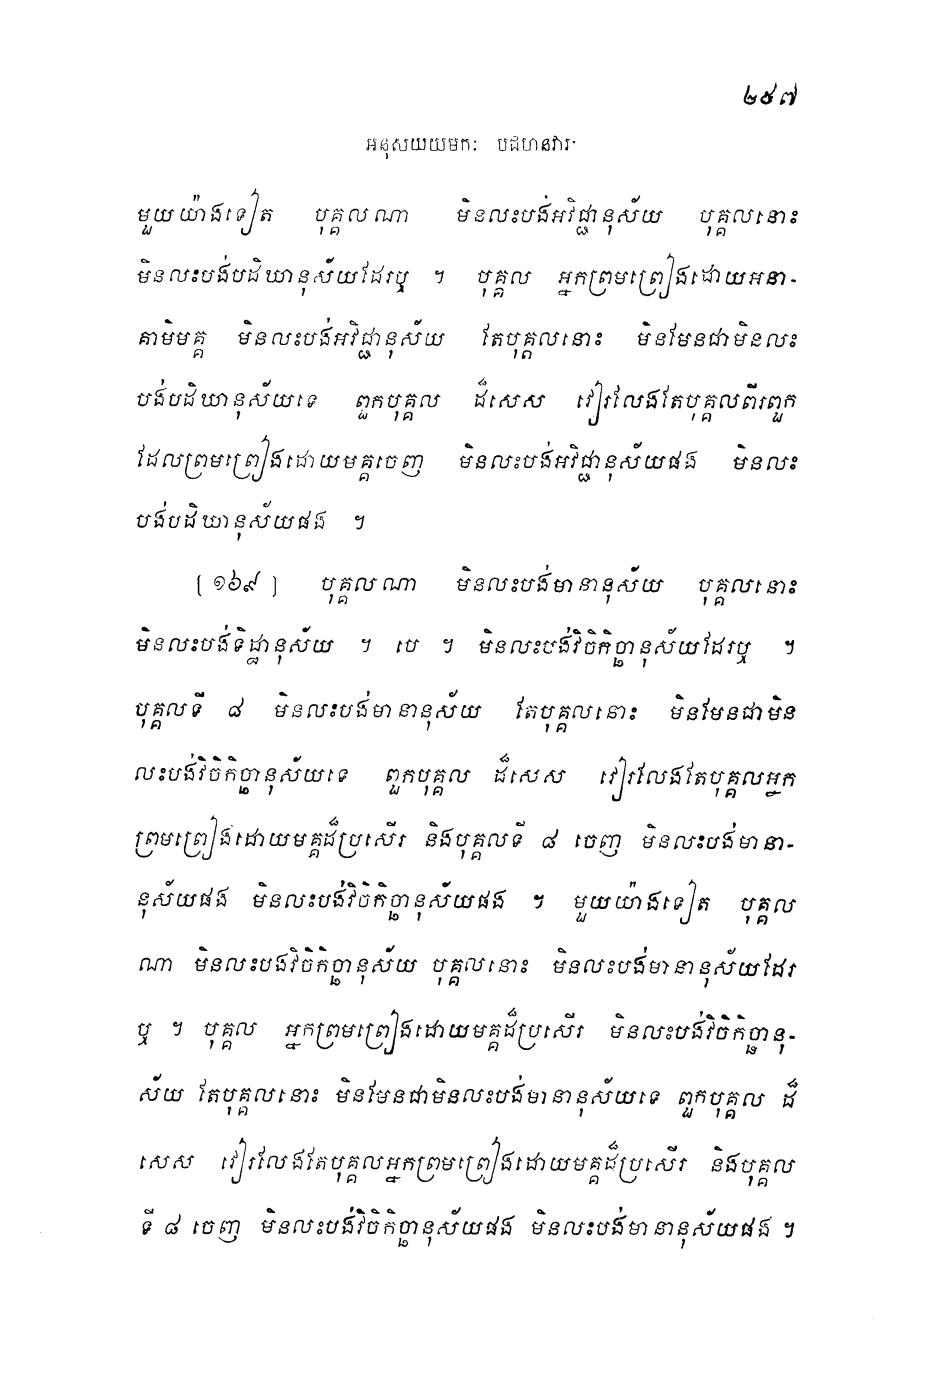 ២៥៧
អនុសយយមកៈ បជហនវារៈ
មួយយ៉ាងទៀត បុគ្គលណា មិនលះបង់អវិជ្ជានុស័យ បុគ្គលនោះ
មិនលះបង់បដិឃានុស័យដែរឬ ។ បុគ្គល អ្នកព្រមព្រៀងដោយអនា-
គាមិមគ្គ មិនលះបង់អវិជ្ជានុស័យ តែបុគ្គលនោះ មិនមែនជាមិនលះ
បង់បដិឃានុស័យទេ ពួកបុគ្គល ដ៏សេស វៀរលែងតែបុគ្គលពីរពួក
ដែលព្រមព្រៀងដោយមគ្គចេញ មិនលះបង់អវិជ្ជានុស័យផង មិនលះ
បង់បដិឃានុស័យផង ។
[១៦៩] បុគ្គលណា មិនលះបង់មានានុស័យ បុគ្គលនោះ
មិនលះបង់ទិដ្ឋានុស័យ ។ បេ ។ មិនលះបង់វិចិកិច្ឆានុស័យដែរឬ ។
បុគ្គលទី ៨ មិនលះបង់មានានុស័យ តែបុគ្គលនោះ មិនមែនជាមិន
លះបង់វិចិកិច្ឆានុស័យទេ ពួកបុគ្គល ដ៏សេស វៀរលែងតែបុគ្គលអ្នក
ព្រមព្រៀងដោយមគ្គដ៏ប្រសើរ និងបុគ្គលទី ៨ ចេញ មិនលះបង់មានា-
នុស័យផង មិនលះបង់វិចិកិច្ឆានុស័យផង ។ មួយយ៉ាងទៀត បុគ្គល
ណា មិនលះបង់វិចិកិច្ឆានុស័យ បុគ្គលនោះ មិនលះបង់មានានុស័យដែរ
ឬ ។ បុគ្គល អ្នកព្រមព្រៀងដោយមគ្គដ៏ប្រសើរ មិនលះបង់វិចិកិច្ឆានុ-
ស័យ តែបុគ្គលនោះ មិនមែនជាមិនលះបង់មានានុស័យទេ ពួកបុគ្គល ដ៏
សេស វៀរលែងតែបុគ្គលអ្នកព្រមព្រៀងដោយមគ្គដ៏ប្រសើរ និងបុគ្គល
ទី ៨ ចេញ មិនលះបង់វិចិកិច្ឆានុស័យផង មិនលះបង់មានានុស័យផង ។